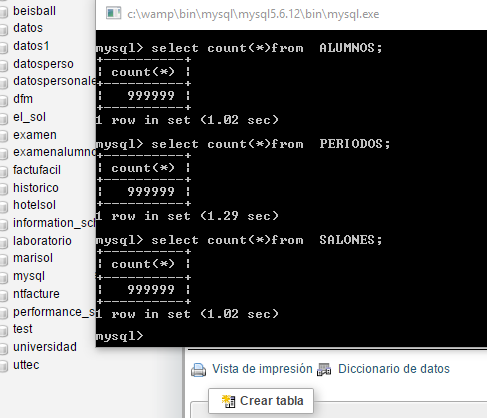 beisball
datos
datos1
datosperso
datospersonale
dfm
el_sol
examen
examenalumno
factufacil
historico
hotelsol
information_scl
laboratorio
marisol
mysql
ntfacture
performance_s
test
universidad
uttec
c:\wamp\bin\mysql\mysql5.6.12\bin\mysql.exe
mysql> select count(*)from  ALUMNOS;
+----------+
| count(*) |
+----------+
|   999999 |
+----------+
1 row in set (1.02 sec)
mysql> select count(*)from  PERIODOS;
+----------+
| count(*) |
+----------+
|   999999 |
+----------+
1 row in set (1.29 sec)
mysql> select count(*)from  SALONES;
+----------+
| count(*) |
+----------+
|   999999 |
+----------+
1 row in set (1.02 sec)
mysql>
Vista de impresión Diccionario de datos
Crear tabla